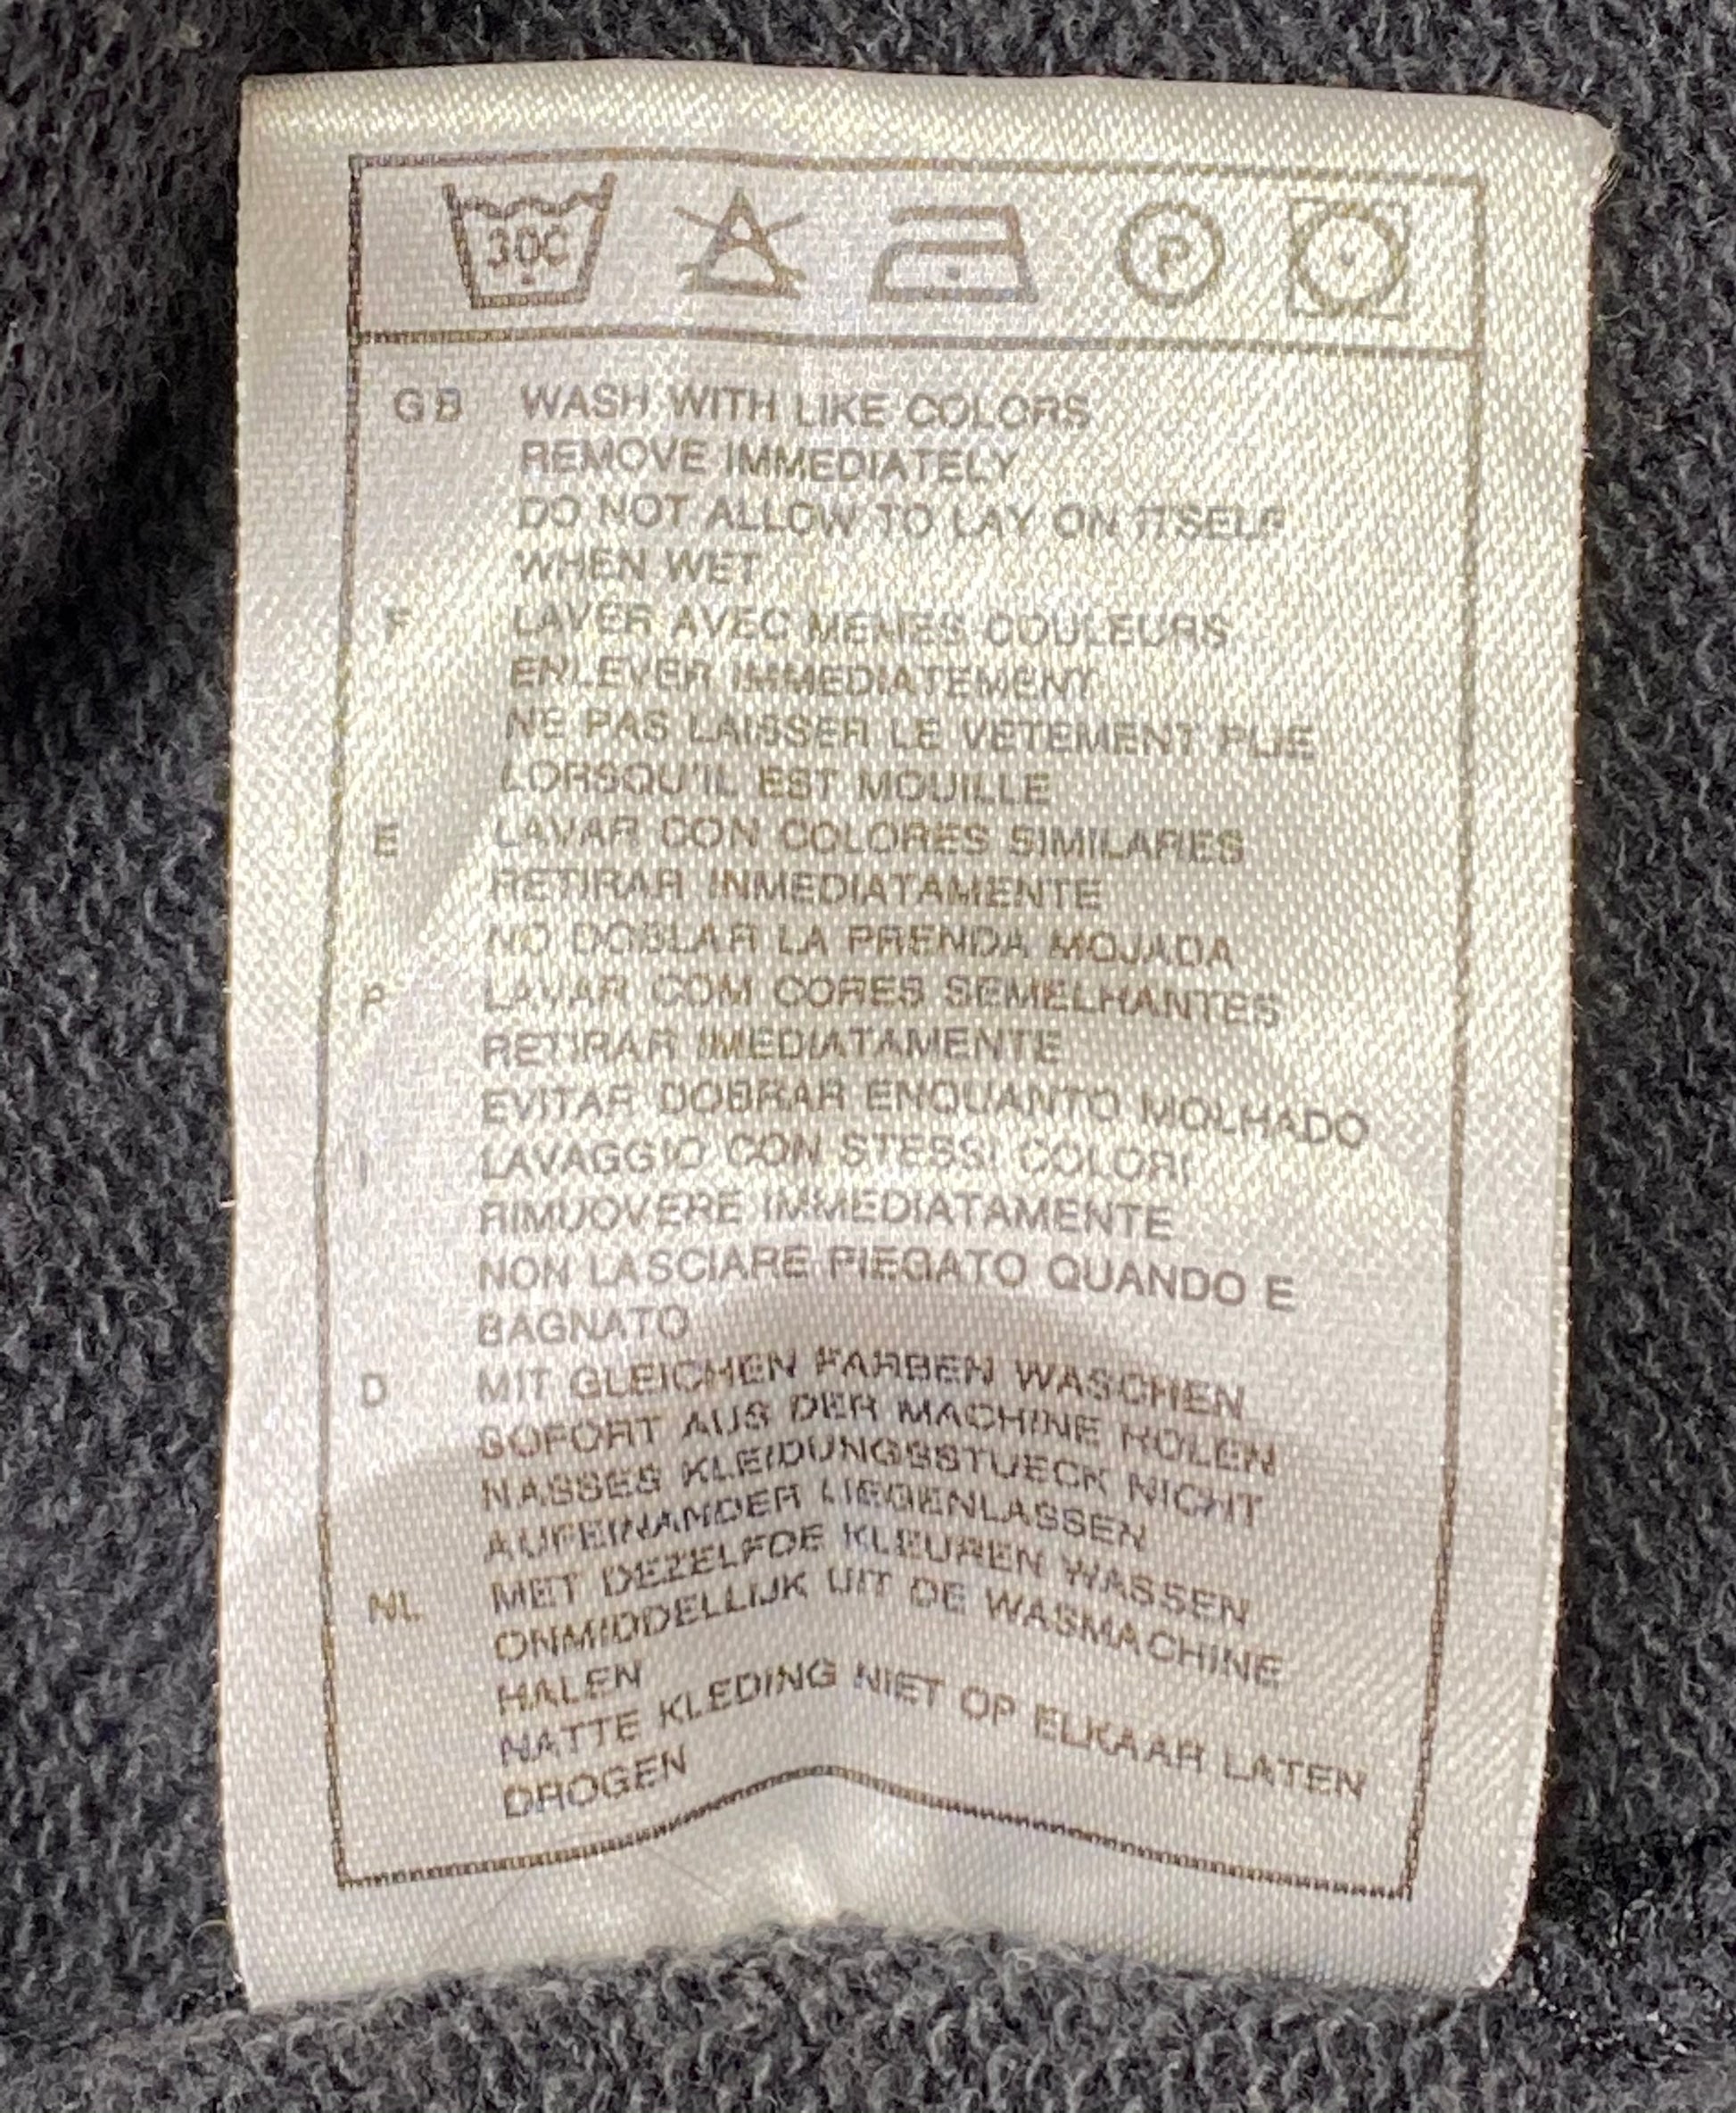 30C
P
GB WASH WITH LIKE COLORS
REMOVE IMMEDIATELY
DO NOT ALLOW TO LAY ON ITSELF
WHEN WET
F LAVER AVEC MEMES COULEURS
ENLEVER IMMEDIATEMENT
NE PAS LAISSER LE VETEMENT PLIE
LORSQU'IL EST MOUILLE
E LAVAR CON COLORES SIMILARES
RETIRAR INMEDIATAMENTE
NO DOBLAR LA PRENDA MOJADA
P LAVAR COM CORES SEMELHANTES
RETIRAR IMEDIATAMENTE
EVITAR DOBRAR ENQUANTO MOLHADO
I LAVAGGIO CON STESSI COLORI
RIMUOVERE IMMEDIATAMENTE
NON LASCIARE PIEGATO QUANDO E
BAGNATO
D MIT GLEICHEN FARBEN WASCHEN
SOFORT AUS DER MACHINE HOLEN
NASSES KLEIDUNGSSTUECK NICHT
AUFEINANDER LIEGENLASSEN
NL MET DEZELFDE KLEUREN WASSEN
ONMIDDELLIJK UIT DE WASMACHINE
HALEN
NATTE KLEDING NIET OP ELKAAR LATEN
DROGEN